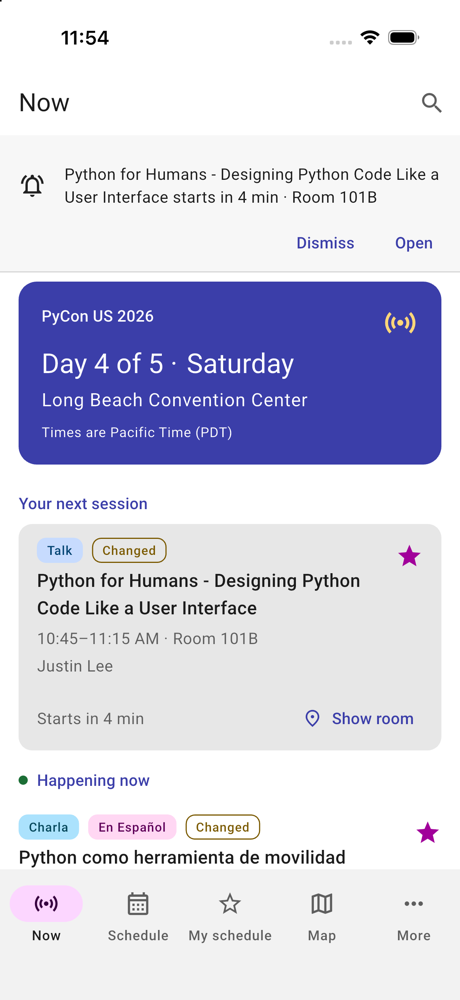 11:54
Now
Python for Humans - Designing Python Code Like a
User Interface starts in 4 min · Room 101B
Dismiss
Open
PyCon US 2026
Day 4 of 5 · Saturday
Long Beach Convention Center
Times are Pacific Time (PDT)
Your next session
Talk
Changed
Python for Humans - Designing Python
Code Like a User Interface
10:45–11:15 AM · Room 101B
Justin Lee
Starts in 4 min
Show room
Happening now
Charla
En Español
Changed
Python como herramienta de movilidad
Now
Schedule
My schedule
Map
More